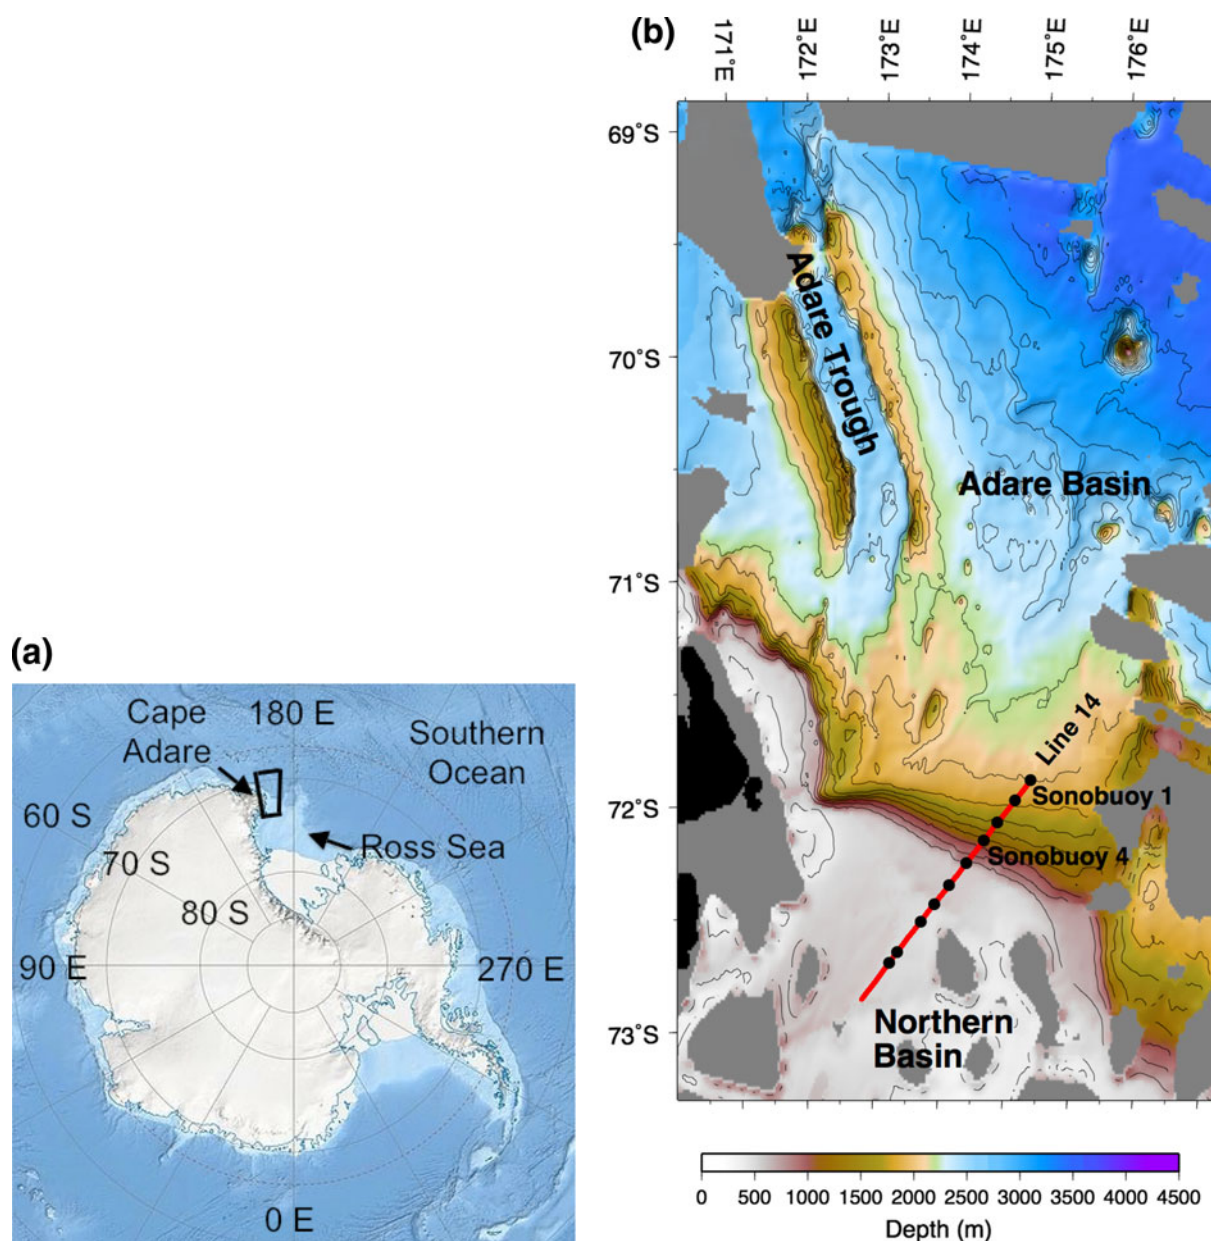 (b)
171°E 172°E 173°E 174°E 175°E 176°E
69°S
70°S
71°S
72°S
73°S
Adare Trough
Adare Basin
Line 14
Sonobuoy 1
Sonobuoy 4
Northern
Basin
0 500 1000 1500 2000 2500 3000 3500 4000 4500
Depth (m)
(a)
Cape
Adare
180 E
Southern
Ocean
60 S
70 S
80 S
Ross Sea
90 E
270 E
0 E